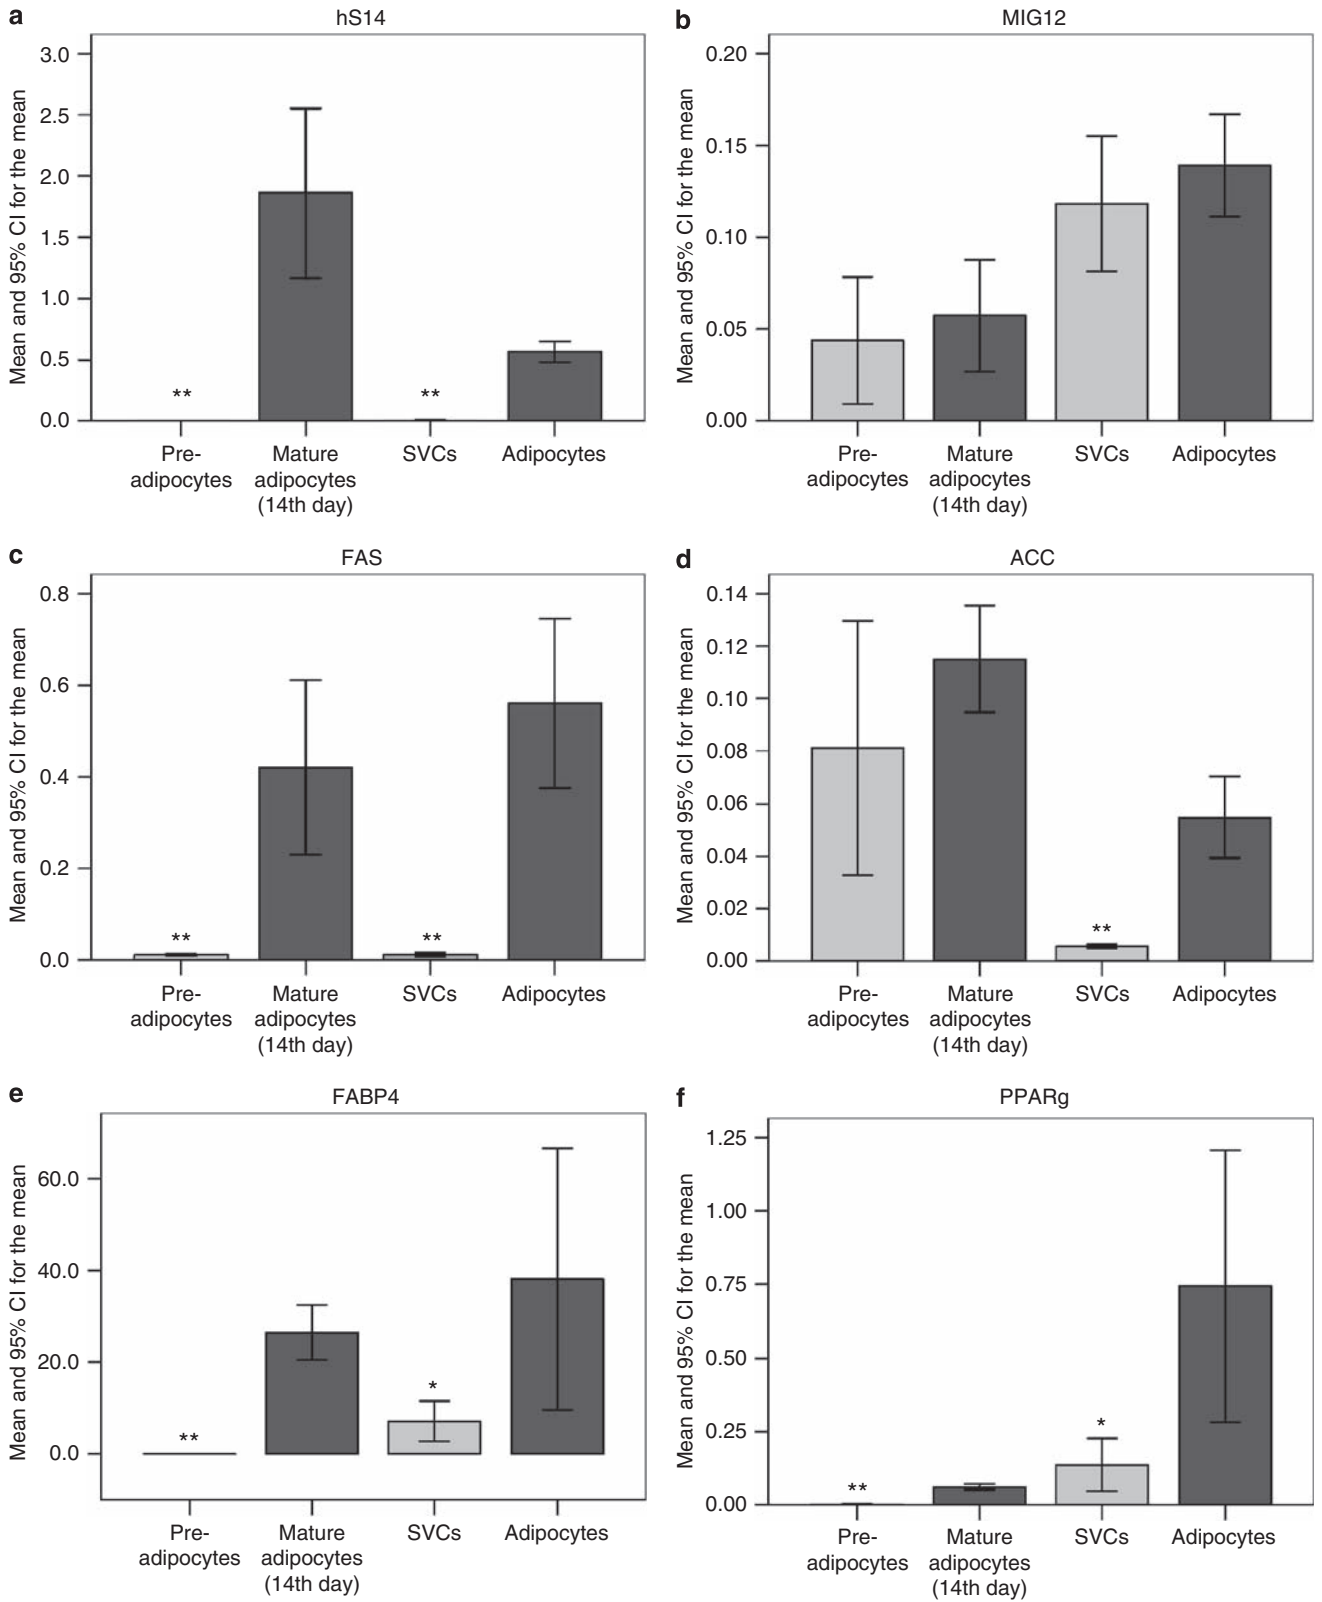 a
hS14
Mean and 95% CI for the mean
3.0
2.5
2.0
1.5
1.0
0.5
0.0
**
**
Pre-
adipocytes
Mature
adipocytes
(14th day)
SVCs
Adipocytes
b
MIG12
Mean and 95% CI for the mean
0.20
0.15
0.10
0.05
0.00
Pre-
adipocytes
Mature
adipocytes
(14th day)
SVCs
Adipocytes
c
FAS
Mean and 95% CI for the mean
0.8
0.6
0.4
0.2
0.0
**
**
Pre-
adipocytes
Mature
adipocytes
(14th day)
SVCs
Adipocytes
d
ACC
Mean and 95% CI for the mean
0.14
0.12
0.10
0.08
0.06
0.04
0.02
0.00
**
Pre-
adipocytes
Mature
adipocytes
(14th day)
SVCs
Adipocytes
e
FABP4
Mean and 95% CI for the mean
60.0
40.0
20.0
0.0
**
*
Pre-
adipocytes
Mature
adipocytes
(14th day)
SVCs
Adipocytes
f
PPARg
Mean and 95% CI for the mean
1.25
1.00
0.75
0.50
0.25
0.00
**
*
Pre-
adipocytes
Mature
adipocytes
(14th day)
SVCs
Adipocytes